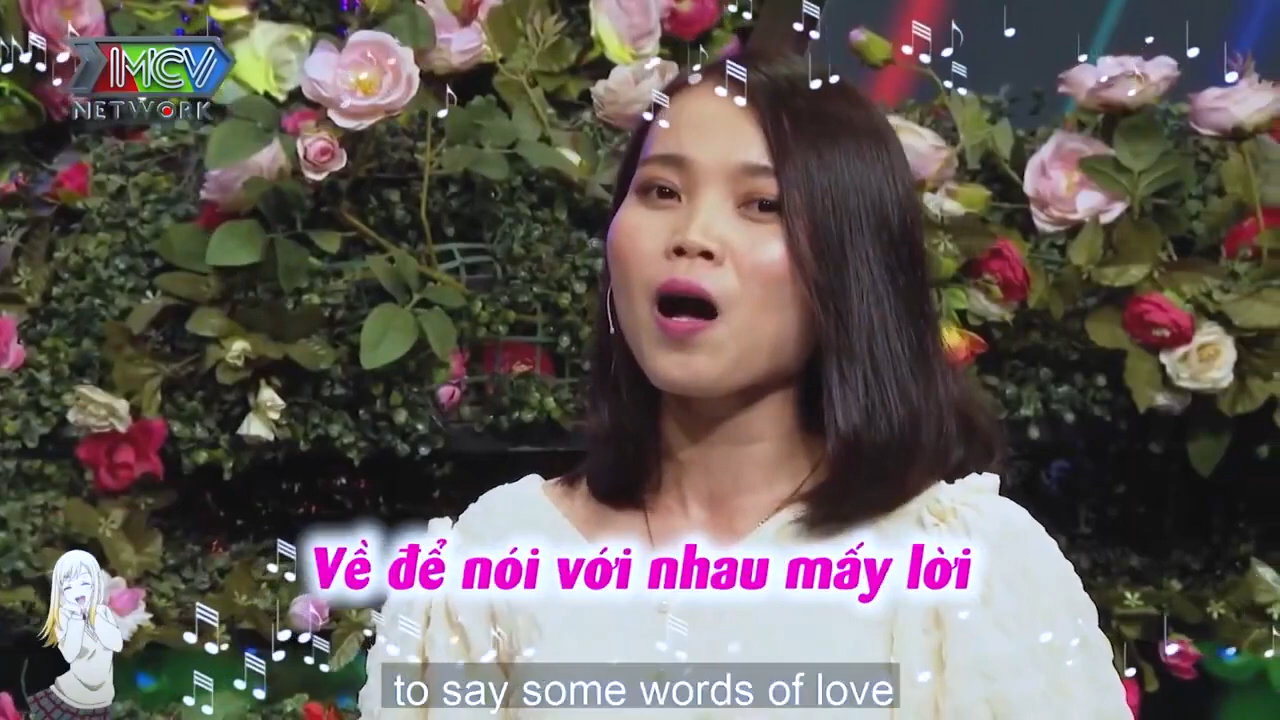 MCV
NETWORK
Về để nói với nhau mấy lời
to say some words of love